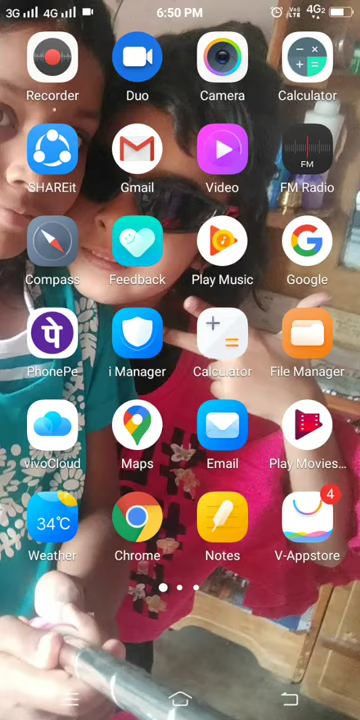 3G 4G 6:50 PM VoLTE 4G2
Recorder Duo Camera Calculator
SHAREit Gmail Video FM Radio
FM
Compass Feedback Play Music Google
PhonePe i Manager Calculator File Manager
vivoCloud Maps Email Play Movies...
34°C
4
Weather Chrome Notes V-Appstore